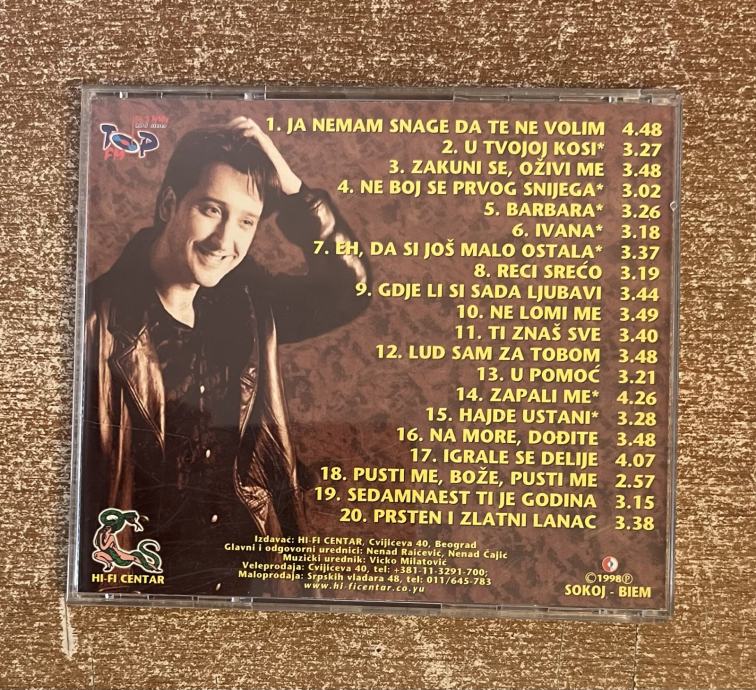 TOP
FM
1. JA NEMAM SNAGE DA TE NE VOLIM 4.48
2. U TVOJOJ KOSI* 3.27
3. ZAKUNI SE, OŽIVI ME 3.48
4. NE BOJ SE PRVOG SNIJEGA* 3.02
5. BARBARA* 3.26
6. IVANA* 3.18
7. EH, DA SI JOŠ MALO OSTALA* 3.37
8. RECI SREĆO 3.19
9. GDJE LI SI SADA LJUBAVI 3.44
10. NE LOMI ME 3.49
11. TI ZNAŠ SVE 3.40
12. LUD SAM ZA TOBOM 3.48
13. U POMOĆ 3.21
14. ZAPALI ME* 4.26
15. HAJDE USTANI* 3.28
16. NA MORE, DOĐITE 3.48
17. IGRALE SE DELIJE 4.07
18. PUSTI ME, BOŽE, PUSTI ME 2.57
19. SEDAMNAEST TI JE GODINA 3.15
20. PRSTEN I ZLATNI LANAC 3.38
HI-FI CENTAR
Izdavač: HI-FI CENTAR, Cvijićeva 40, Beograd
Glavni i odgovorni urednici: Nenad Raičević, Nenad Čajić
Muzički urednik: Vicko Milatović
Veleprodaja: Cvijićeva 40, tel: +381-11-3291-700;
Maloprodaja: Srpskih vladara 48, tel: 011/645-783
www.hi-ficentar.co.yu
©1998℗
SOKOJ - BIEM